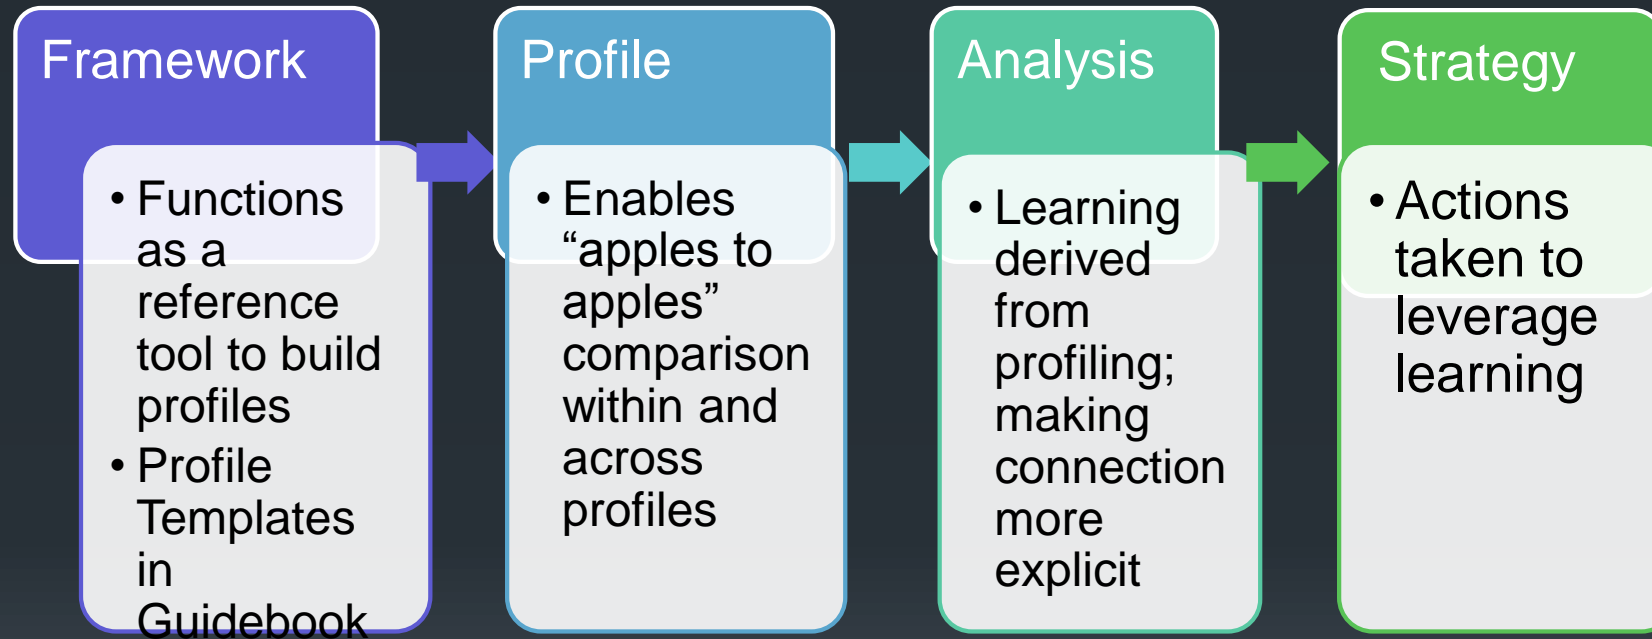 Framework
• Functions
as a
reference
tool to build
profiles
• Profile
Templates
in
Guidebook
Profile
• Enables
“apples to
apples”
comparison
within and
across
profiles
Analysis
• Learning
derived
from
profiling;
making
connection
more
explicit
Strategy
• Actions
taken to
leverage
learning